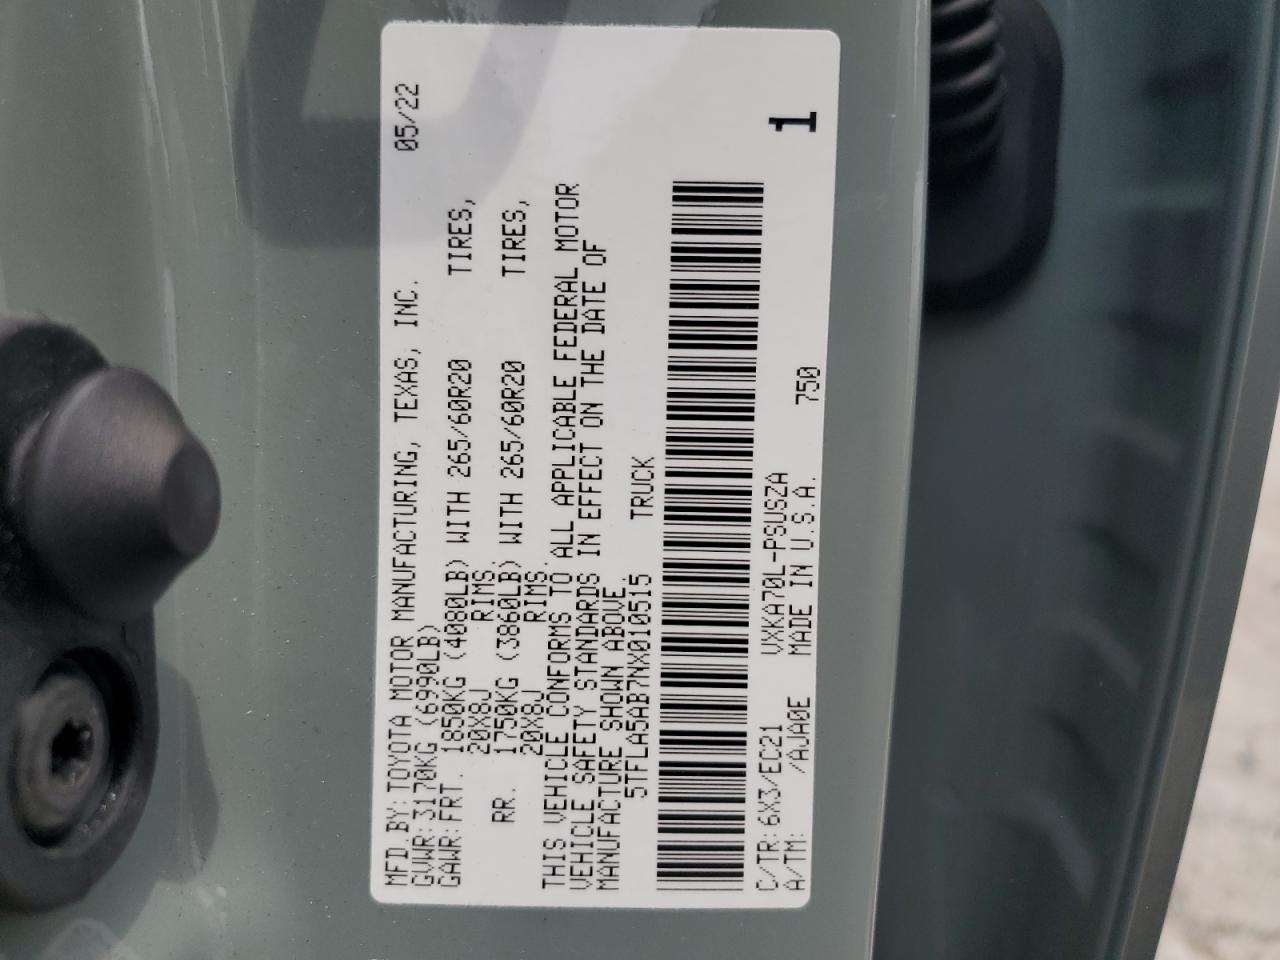 MFD.BY:TOYOTA MOTOR MANUFACTURING, TEXAS, INC. 05/22
GVWR:3170KG (6990LB)
GAWR:FRT. 1850KG (4080LB) WITH 265/60R20 TIRES,
20X8J RIMS.
RR. 1750KG (3860LB) WITH 265/60R20 TIRES,
20X8J RIMS.
THIS VEHICLE CONFORMS TO ALL APPLICABLE FEDERAL MOTOR
VEHICLE SAFETY STANDARDS IN EFFECT ON THE DATE OF
MANUFACTURE SHOWN ABOVE.
5TFLA5AB7NX010515 TRUCK
C/TR:6X3/EC21 VXKA70L-PSUSZA
A/TM: /AJA0E MADE IN U.S.A. 750
1